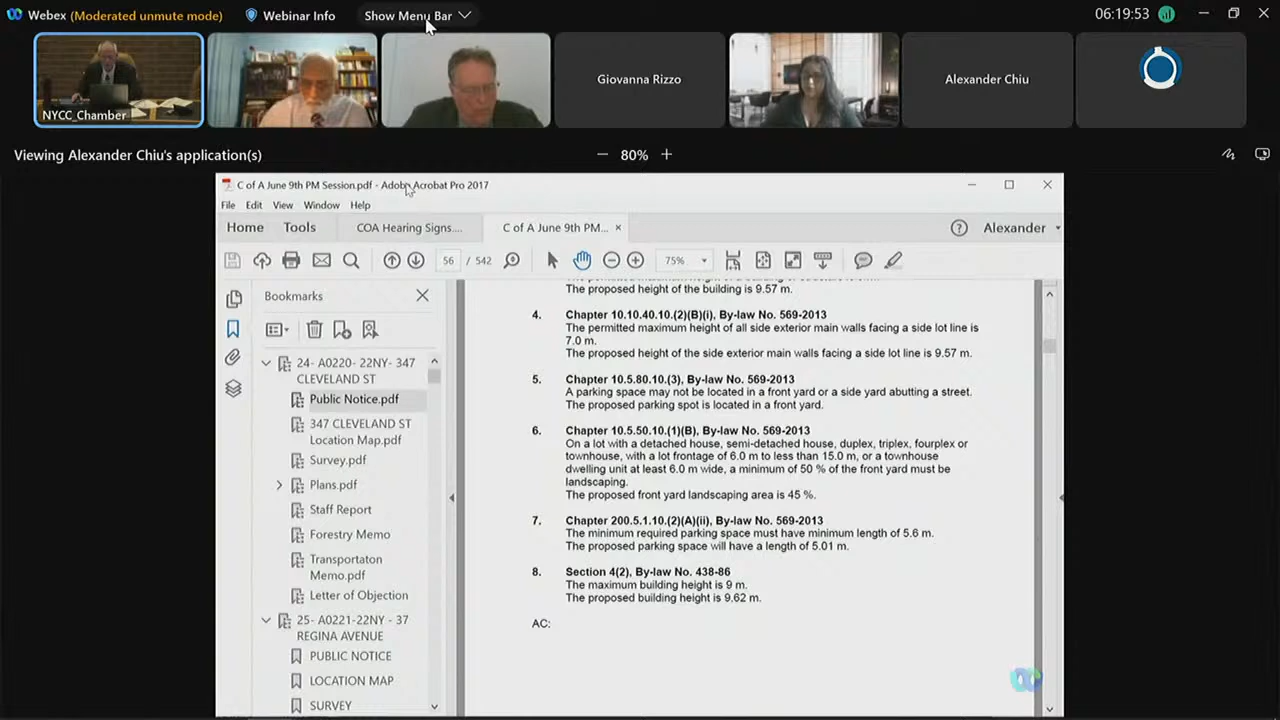 Webex (Moderated unmute mode) Webinar Info Show Menu Bar 06:19:53
NYCC_Chamber
Giovanna Rizzo
Alexander Chiu
Viewing Alexander Chiu's application(s) 80%
C of A June 9th PM Session.pdf - Adobe Acrobat Pro 2017
File Edit View Window Help
Home Tools COA Hearing Signs.... C of A June 9th PM... × Alexander
56 / 542 75%
Bookmarks
24- A0220- 22NY- 347
CLEVELAND ST
Public Notice.pdf
347 CLEVELAND ST
Location Map.pdf
Survey.pdf
Plans.pdf
Staff Report
Forestry Memo
Transportaton
Memo.pdf
Letter of Objection
25- A0221-22NY - 37
REGINA AVENUE
PUBLIC NOTICE
LOCATION MAP
SURVEY
The proposed height of the building is 9.57 m.
4. Chapter 10.10.40.10.(2)(B)(i), By-law No. 569-2013
The permitted maximum height of all side exterior main walls facing a side lot line is
7.0 m.
The proposed height of the side exterior main walls facing a side lot line is 9.57 m.
5. Chapter 10.5.80.10.(3), By-law No. 569-2013
A parking space may not be located in a front yard or a side yard abutting a street.
The proposed parking spot is located in a front yard.
6. Chapter 10.5.50.10.(1)(B), By-law No. 569-2013
On a lot with a detached house, semi-detached house, duplex, triplex, fourplex or
townhouse, with a lot frontage of 6.0 m to less than 15.0 m, or a townhouse
dwelling unit at least 6.0 m wide, a minimum of 50 % of the front yard must be
landscaping.
The proposed front yard landscaping area is 45 %.
7. Chapter 200.5.1.10.(2)(A)(ii), By-law No. 569-2013
The minimum required parking space must have minimum length of 5.6 m.
The proposed parking space will have a length of 5.01 m.
8. Section 4(2), By-law No. 438-86
The maximum building height is 9 m.
The proposed building height is 9.62 m.
AC: